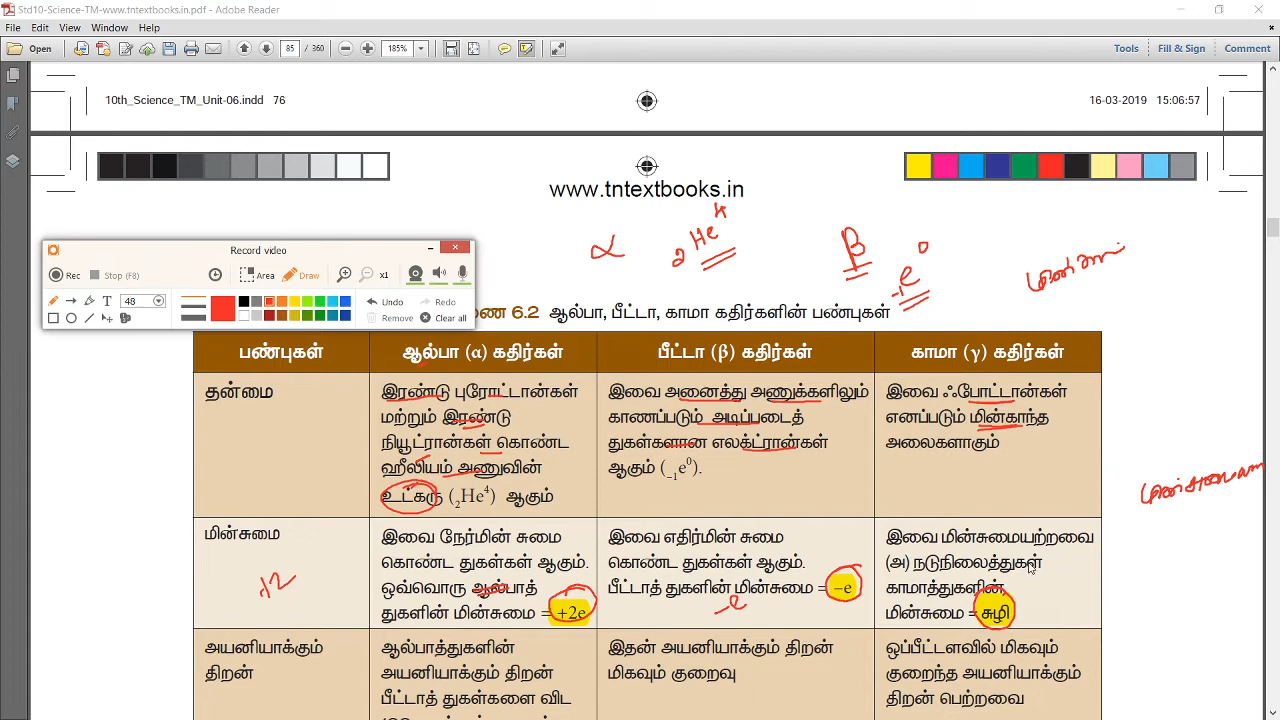 Std10-Science-TM-www.tntextbooks.in.pdf - Adobe Reader
File Edit View Window Help
Open 85 / 360 185% Tools Fill & Sign Comment
10th_Science_TM_Unit-06.indd 76 16-03-2019 15:06:57
www.tntextbooks.in
α ₂He⁴ β ₋₁e⁰
Record video
Rec Stop (F8) Area Draw x1
T 48 Undo Redo
Remove Clear all
6.2 ஆல்பா, பீட்டா, காமா கதிர்களின் பண்புகள்
பண்புகள் ஆல்பா (α) கதிர்கள் பீட்டா (β) கதிர்கள் காமா (γ) கதிர்கள்
தன்மை
இரண்டு புரோட்டான்கள்
மற்றும் இரண்டு
நியூட்ரான்கள் கொண்ட
ஹீலியம் அணுவின்
உட்கரு (₂He⁴) ஆகும்
இவை அனைத்து அணுக்களிலும்
காணப்படும் அடிப்படைத்
துகள்களான எலக்ட்ரான்கள்
ஆகும் (₋₁e⁰).
இவை ஃபோட்டான்கள்
எனப்படும் மின்காந்த
அலைகளாகும்
மின்சுமை
+2
இவை நேர்மின் சுமை
கொண்ட துகள்கள் ஆகும்.
ஒவ்வொரு ஆல்பாத்
துகளின் மின்சுமை = +2e
இவை எதிர்மின் சுமை
கொண்ட துகள்கள் ஆகும்.
பீட்டாத் துகளின் மின்சுமை = –e
–e
இவை மின்சுமையற்றவை
(அ) நடுநிலைத்துகள்
காமாத்துகளின்
மின்சுமை = சுழி
அயனியாக்கும்
திறன்
ஆல்பாத்துகளின்
அயனியாக்கும் திறன்
பீட்டாத் துகள்களை விட
இதன் அயனியாக்கும் திறன்
மிகவும் குறைவு
ஒப்பீட்டளவில் மிகவும்
குறைந்த அயனியாக்கும்
திறன் பெற்றவை